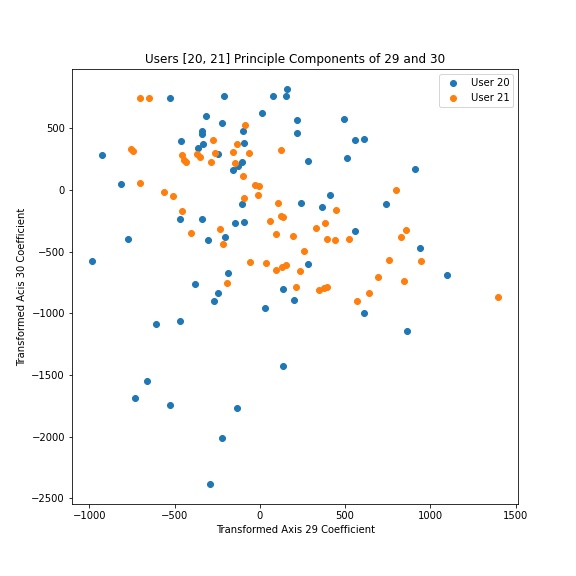 Users [20, 21] Principle Components of 29 and 30
User 20
User 21
Transformed Acis 30 Coefficient
500
0
−500
−1000
−1500
−2000
−2500
−1000
−500
0
500
1000
1500
Transformed Axis 29 Coefficient